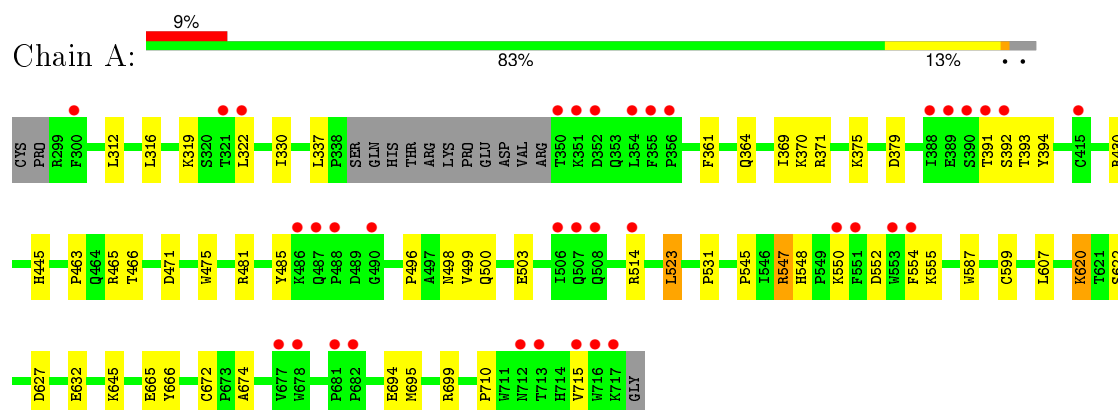 9%
Chain A:
83% 13% • •
CYS PRO R299 F300 L312 L316 K319 S320 T321 L322 I330 L337 P338 SER GLN HIS THR ARG LYS PRO GLU ASP VAL ARG T350 K351 D352 Q353 L354 F355 P356 F361 Q364 I369 K370 R371 K375 D379 I388 E389 S390 T391 S392 T393 Y394 C415
H445 P463 Q464 R465 T466 D471 W475 R481 Y485 K486 Q487 P488 D489 G490 P496 A497 N498 V499 Q500 E503 I506 Q507 Q508 R514 L523 P531 P545 I546 R547 H548 P549 K550 F551 D552 W553 F554 K555 W587 C599 L607 K620 T621 S622
D627 E632 K645 E665 Y666 C672 P673 A674 V677 W678 P681 P682 E694 M695 R699 P710 W711 N712 T713 H714 V715 W716 K717 GLY